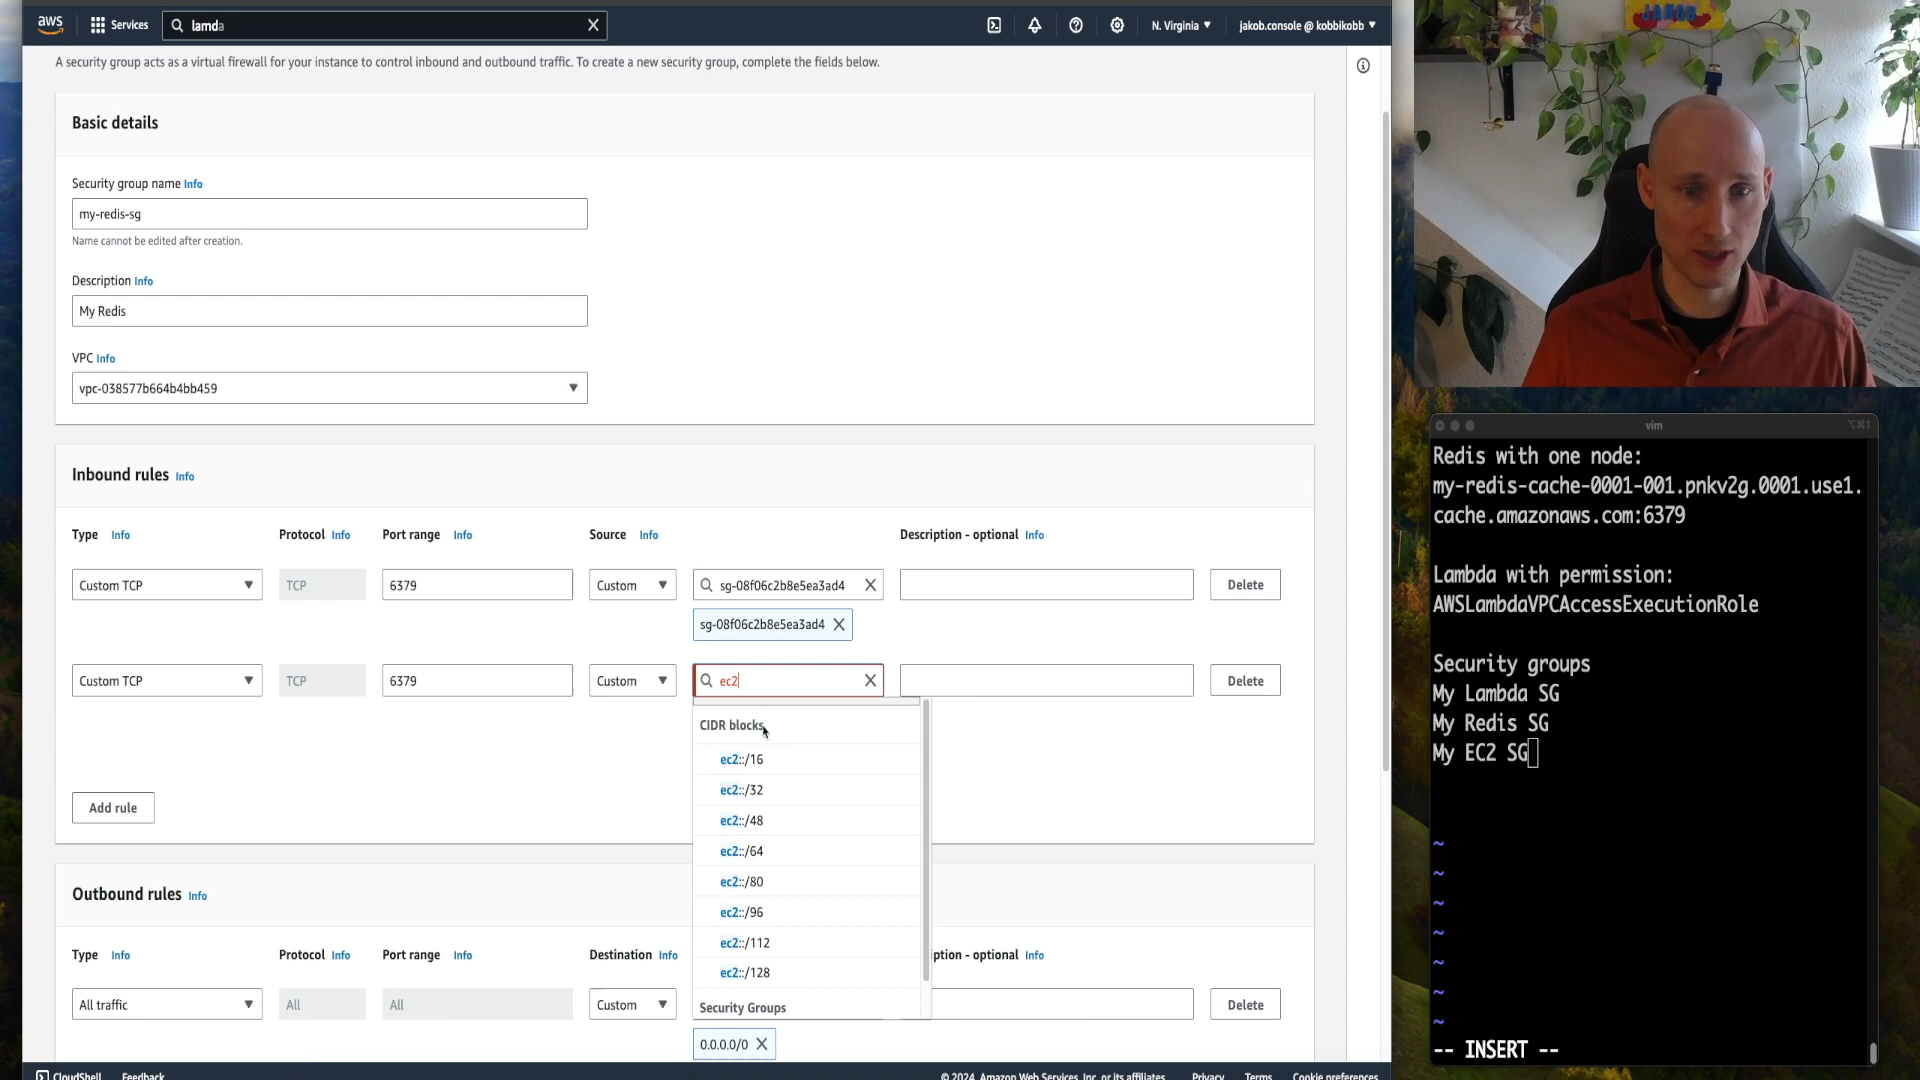 aws
Services
lamda
N. Virginia
jakob.console @ kobbikobb
A security group acts as a virtual firewall for your instance to control inbound and outbound traffic. To create a new security group, complete the fields below.
Basic details
Security group name Info
my-redis-sg
Name cannot be edited after creation.
Description Info
My Redis
VPC Info
vpc-038577b664b4bb459
Inbound rules Info
Type Info Protocol Info Port range Info Source Info Description - optional Info
Custom TCP TCP 6379 Custom sg-08f06c2b8e5ea3ad4 Delete
sg-08f06c2b8e5ea3ad4
Custom TCP TCP 6379 Custom ec2 Delete
CIDR blocks
ec2::/16
ec2::/32
ec2::/48
ec2::/64
ec2::/80
ec2::/96
ec2::/112
ec2::/128
Security Groups
Add rule
Outbound rules Info
Type Info Protocol Info Port range Info Destination Info ption - optional Info
All traffic All All Custom Delete
0.0.0.0/0
CloudShell Feedback © 2024, Amazon Web Services, Inc. or its affiliates. Privacy Terms Cookie preferences
JAKOB
vim
⌥⌘1
Redis with one node:
my-redis-cache-0001-001.pnkv2g.0001.use1.
cache.amazonaws.com:6379
Lambda with permission:
AWSLambdaVPCAccessExecutionRole
Security groups
My Lambda SG
My Redis SG
My EC2 SG
~
~
~
~
~
~
~
-- INSERT --